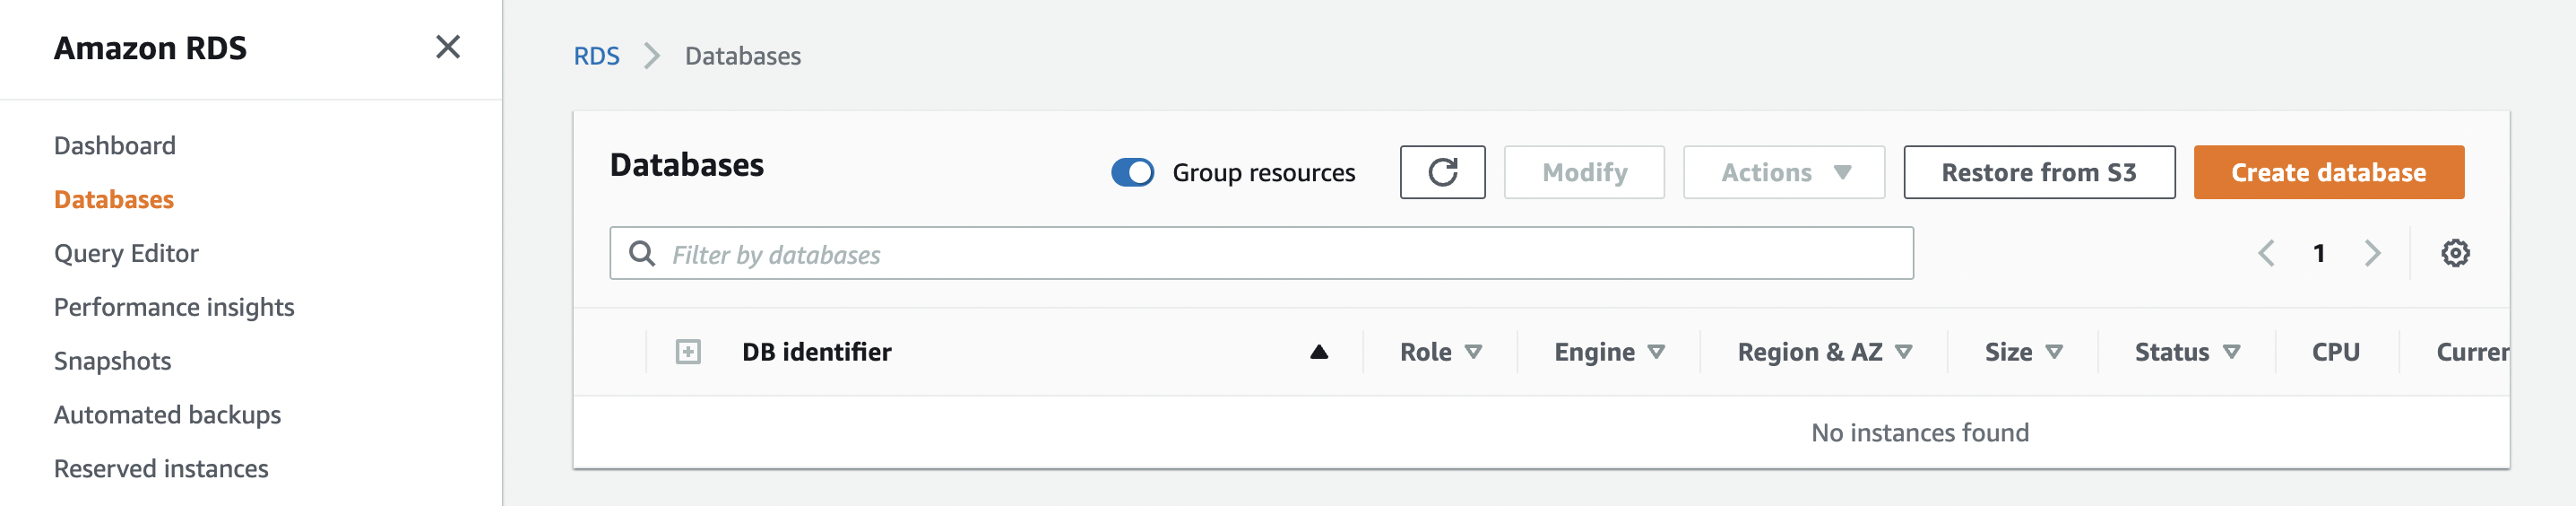 Amazon RDS
Dashboard
Databases
Query Editor
Performance insights
Snapshots
Automated backups
Reserved instances
RDS Databases
Databases Group resources Modify Actions Restore from S3 Create database
Filter by databases 1
DB identifier Role Engine Region & AZ Size Status CPU Curren
No instances found